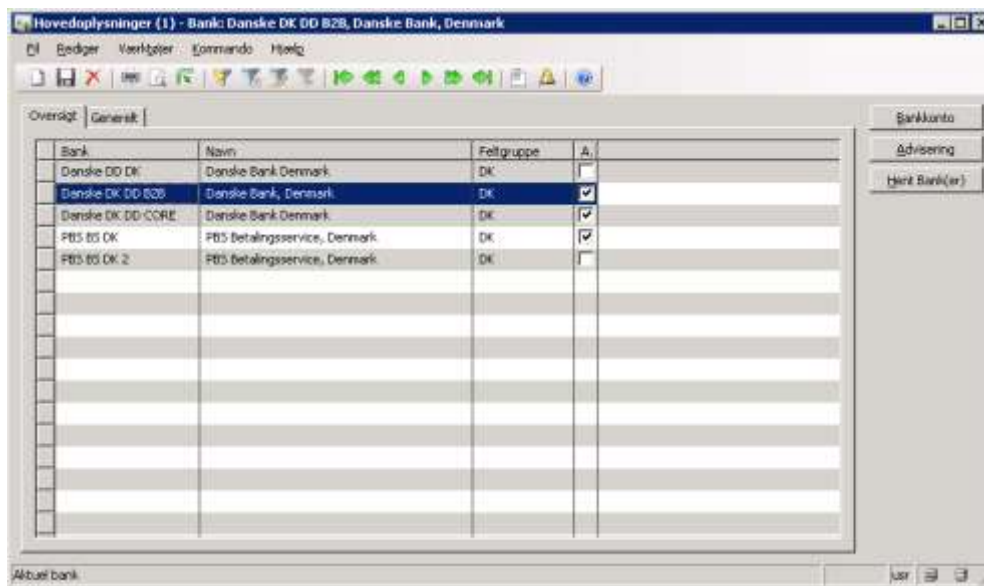 Hovedoplysninger (1) - Bank: Danske DK DD B2B, Danske Bank, Denmark
Fil Rediger Værktøjer Kommando Hjælp
Oversigt Generelt
Bankkonto
Advisering
Hent Bank(er)
Bank Navn Feltgruppe A.
Danske DD DK Danske Bank Denmark DK
Danske DK DD B2B Danske Bank, Denmark DK
Danske DK DD CORE Danske Bank Denmark DK
PBS BS DK PBS Betalingsservice, Denmark DK
PBS BS DK 2 PBS Betalingsservice, Denmark DK
Aktuel bank usr